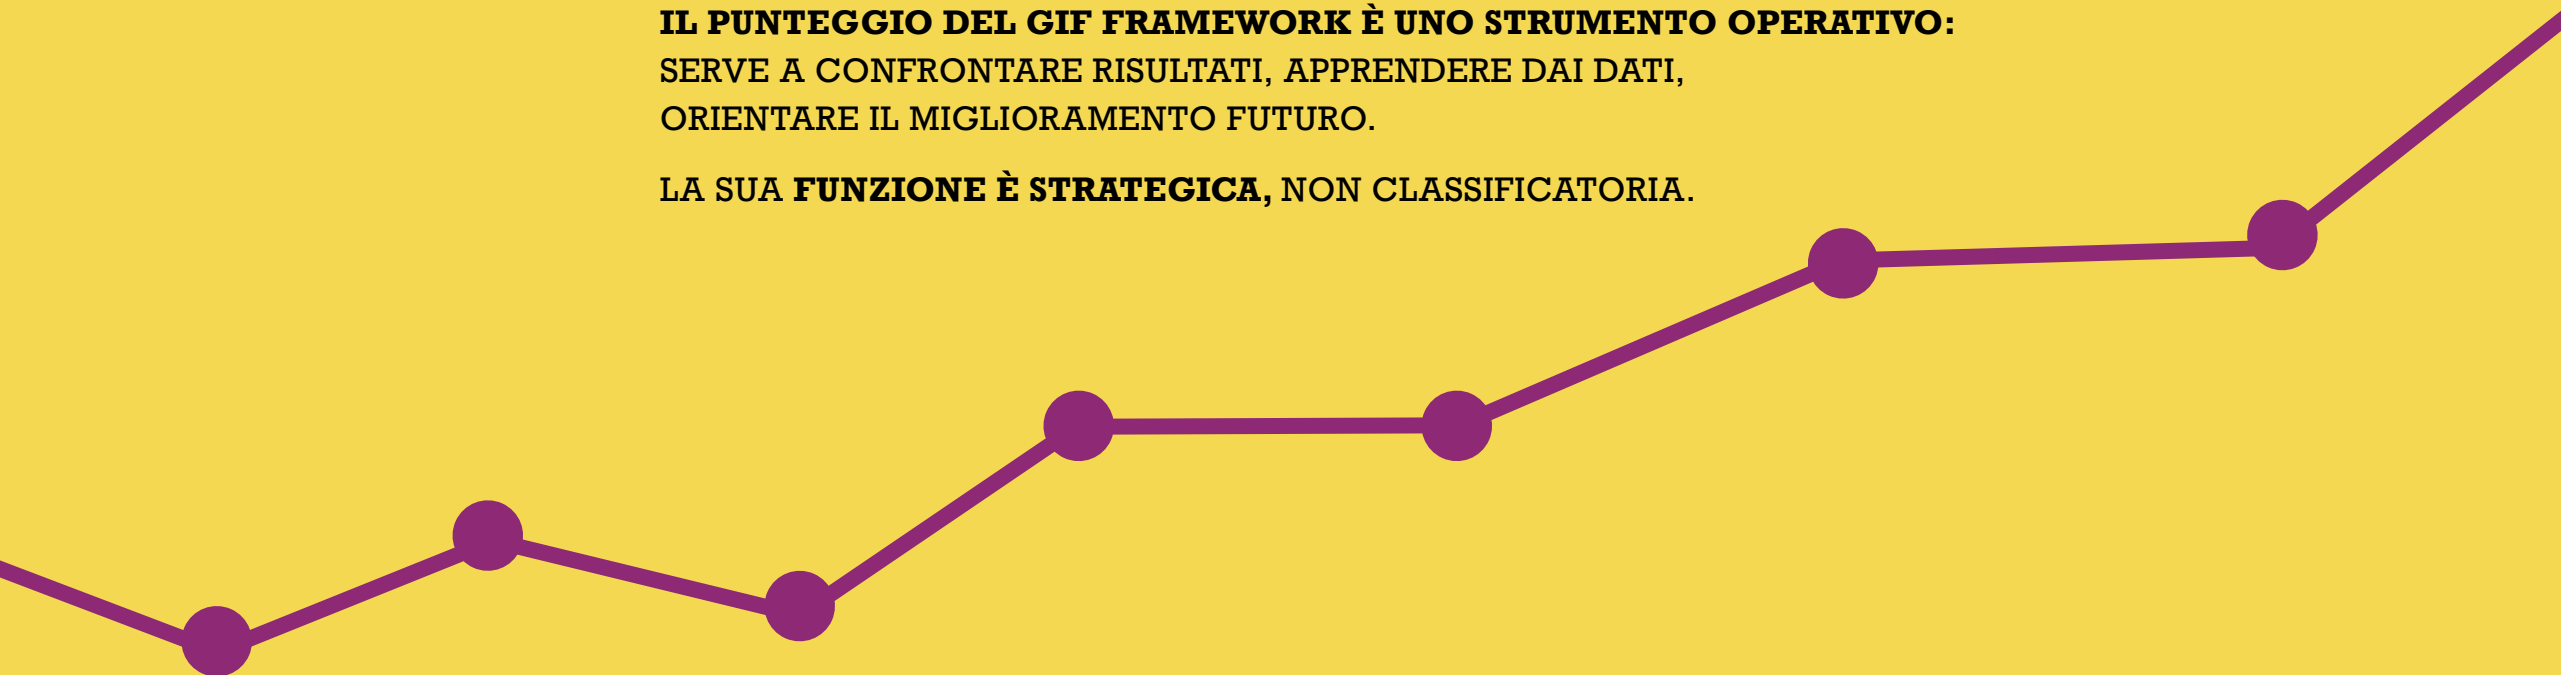 IL PUNTEGGIO DEL GIF FRAMEWORK È UNO STRUMENTO OPERATIVO:
SERVE A CONFRONTARE RISULTATI, APPRENDERE DAI DATI,
ORIENTARE IL MIGLIORAMENTO FUTURO.
LA SUA FUNZIONE È STRATEGICA, NON CLASSIFICATORIA.